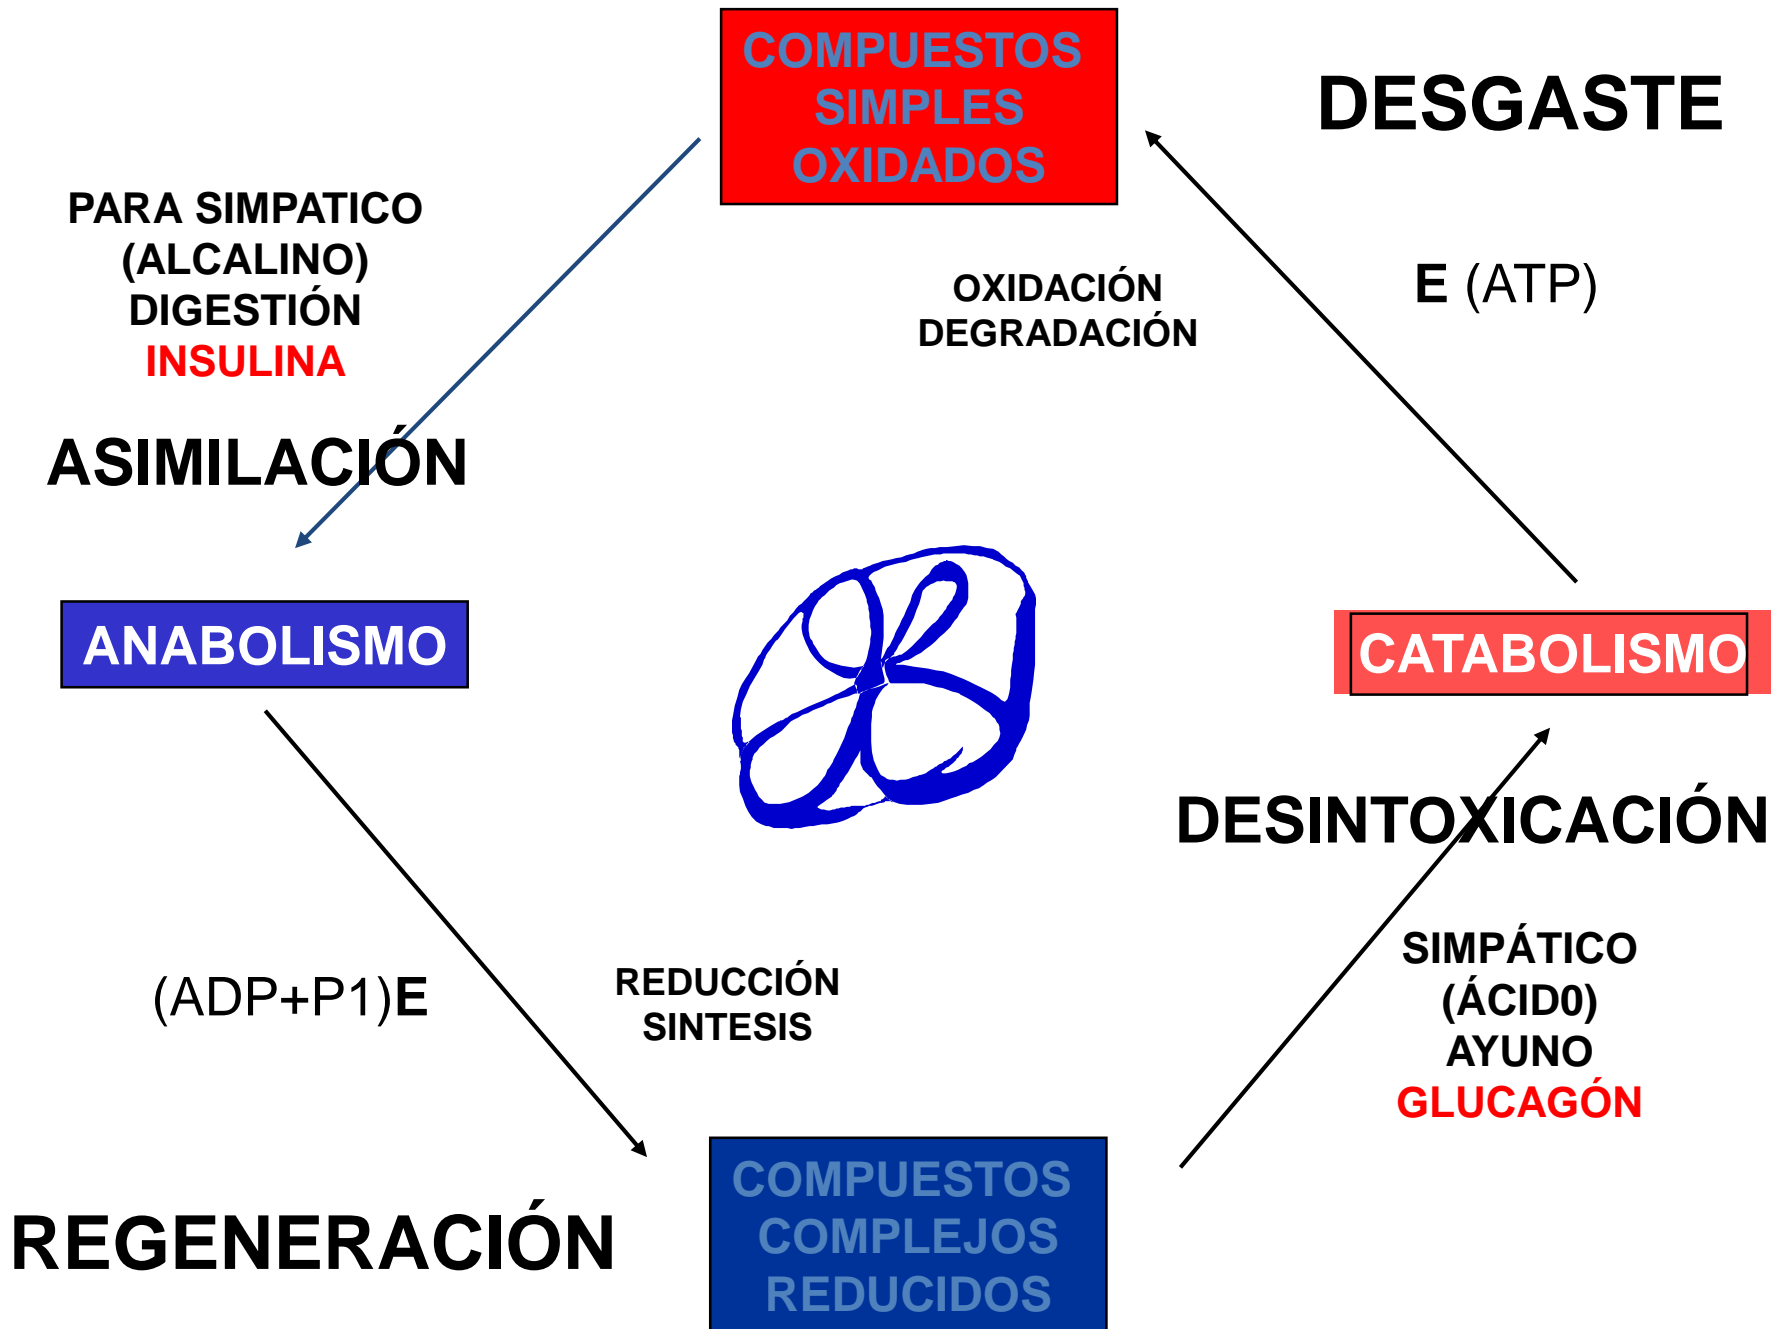 COMPUESTOS
SIMPLES
OXIDADOS
DESGASTE
PARA SIMPATICO
(ALCALINO)
DIGESTIÓN
INSULINA
OXIDACIÓN
DEGRADACIÓN
E (ATP)
ASIMILACIÓN
ANABOLISMO
CATABOLISMO
DESINTOXICACIÓN
(ADP+P1)E
REDUCCIÓN
SINTESIS
SIMPÁTICO
(ÁCID0)
AYUNO
GLUCAGÓN
REGENERACIÓN
COMPUESTOS
COMPLEJOS
REDUCIDOS